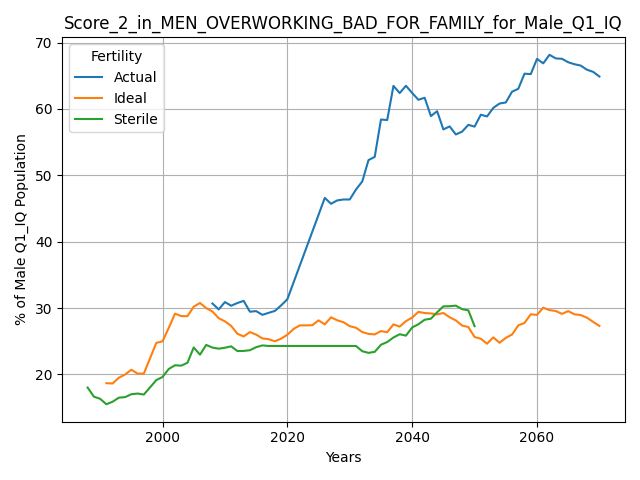 Score_2_in_MEN_OVERWORKING_BAD_FOR_FAMILY_for_Male_Q1_IQ
Fertility
Actual
Ideal
Sterile
% of Male Q1_IQ Population
70
60
50
40
30
20
2000
2020
2040
2060
Years